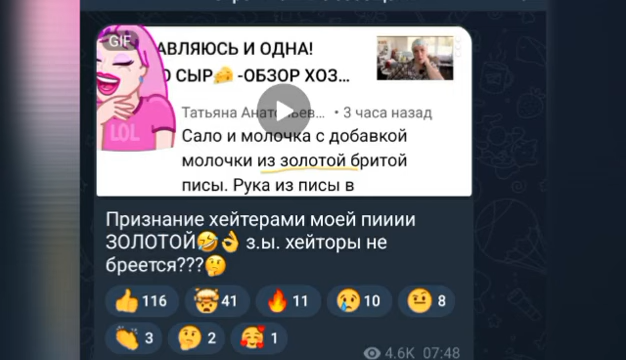 GIF
АВЛЯЮСЬ И ОДНА!
О СЫР🧀 -ОБЗОР ХОЗ...
Татьяна • 3 часа назад
LOL
Сало и молочка с добавкой
молочки из золотой бритой
писы. Рука из писы в
Признание хейтерами моей пииии
ЗОЛОТОЙ🤣👌 з.ы. хейторы не
бреется???🤔
👍 116 🤯 41 🔥 11 😢 10 🤨 8
👏 3 🤔 2 🥰 1
4.6K 07:48